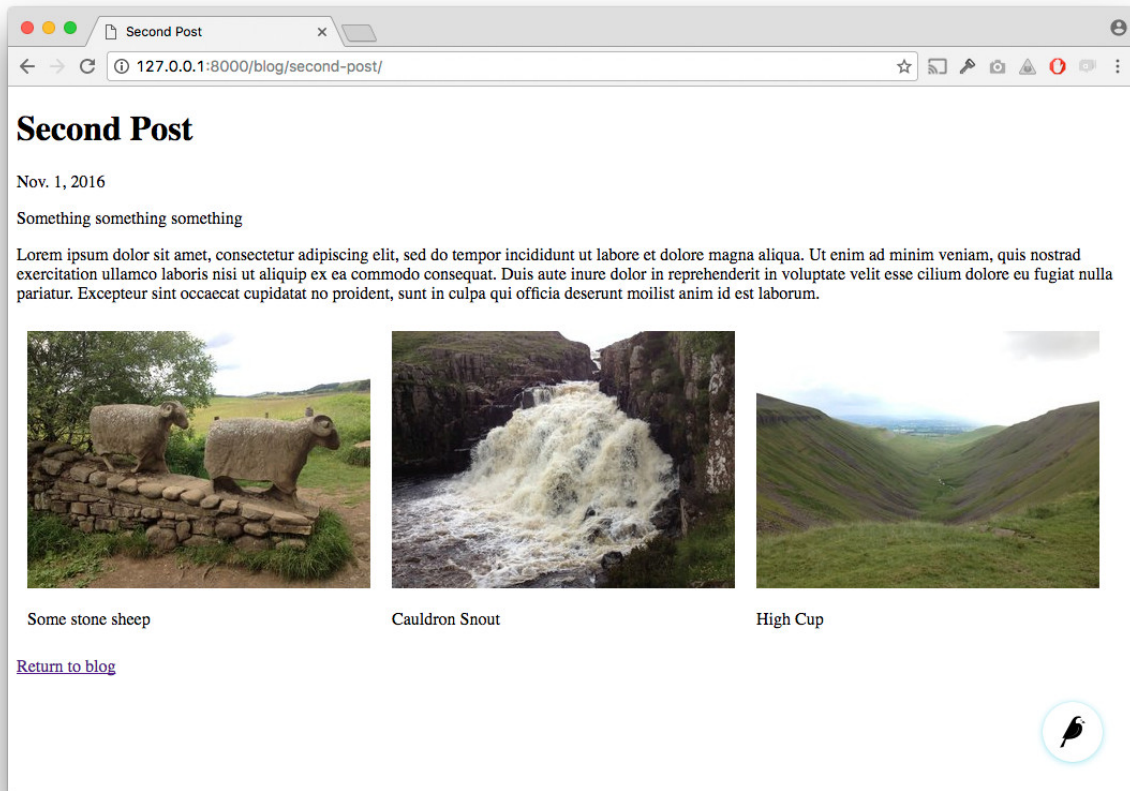 Second Post
127.0.0.1:8000/blog/second-post/
Second Post
Nov. 1, 2016
Something something something
Lorem ipsum dolor sit amet, consectetur adipiscing elit, sed do tempor incididunt ut labore et dolore magna aliqua. Ut enim ad minim veniam, quis nostrad
exercitation ullamco laboris nisi ut aliquip ex ea commodo consequat. Duis aute inure dolor in reprehenderit in voluptate velit esse cilium dolore eu fugiat nulla
pariatur. Excepteur sint occaecat cupidatat no proident, sunt in culpa qui officia deserunt moilist anim id est laborum.
Some stone sheep
Cauldron Snout
High Cup
Return to blog